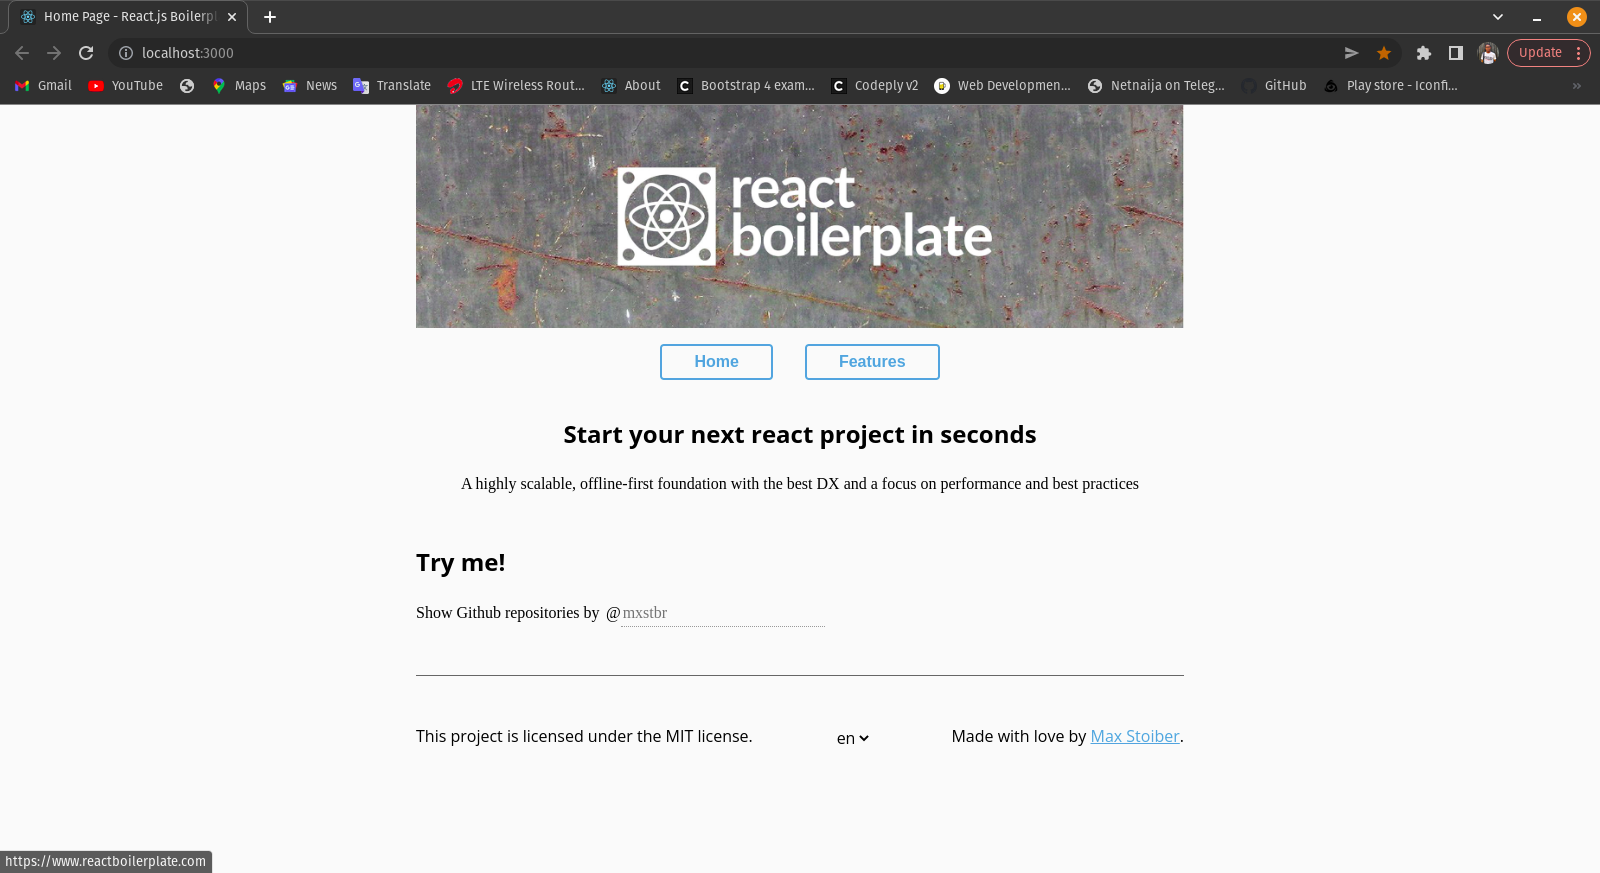 Home Page - React.js Boilerpl
localhost:3000
Update
Gmail YouTube Maps News Translate LTE Wireless Rout... About Bootstrap 4 exam... Codeply v2 Web Developmen... Netnaija on Teleg... GitHub Play store - Iconfi... »
react
boilerplate
Home Features
Start your next react project in seconds
A highly scalable, offline-first foundation with the best DX and a focus on performance and best practices
Try me!
Show Github repositories by @mxstbr
This project is licensed under the MIT license. en Made with love by Max Stoiber.
https://www.reactboilerplate.com